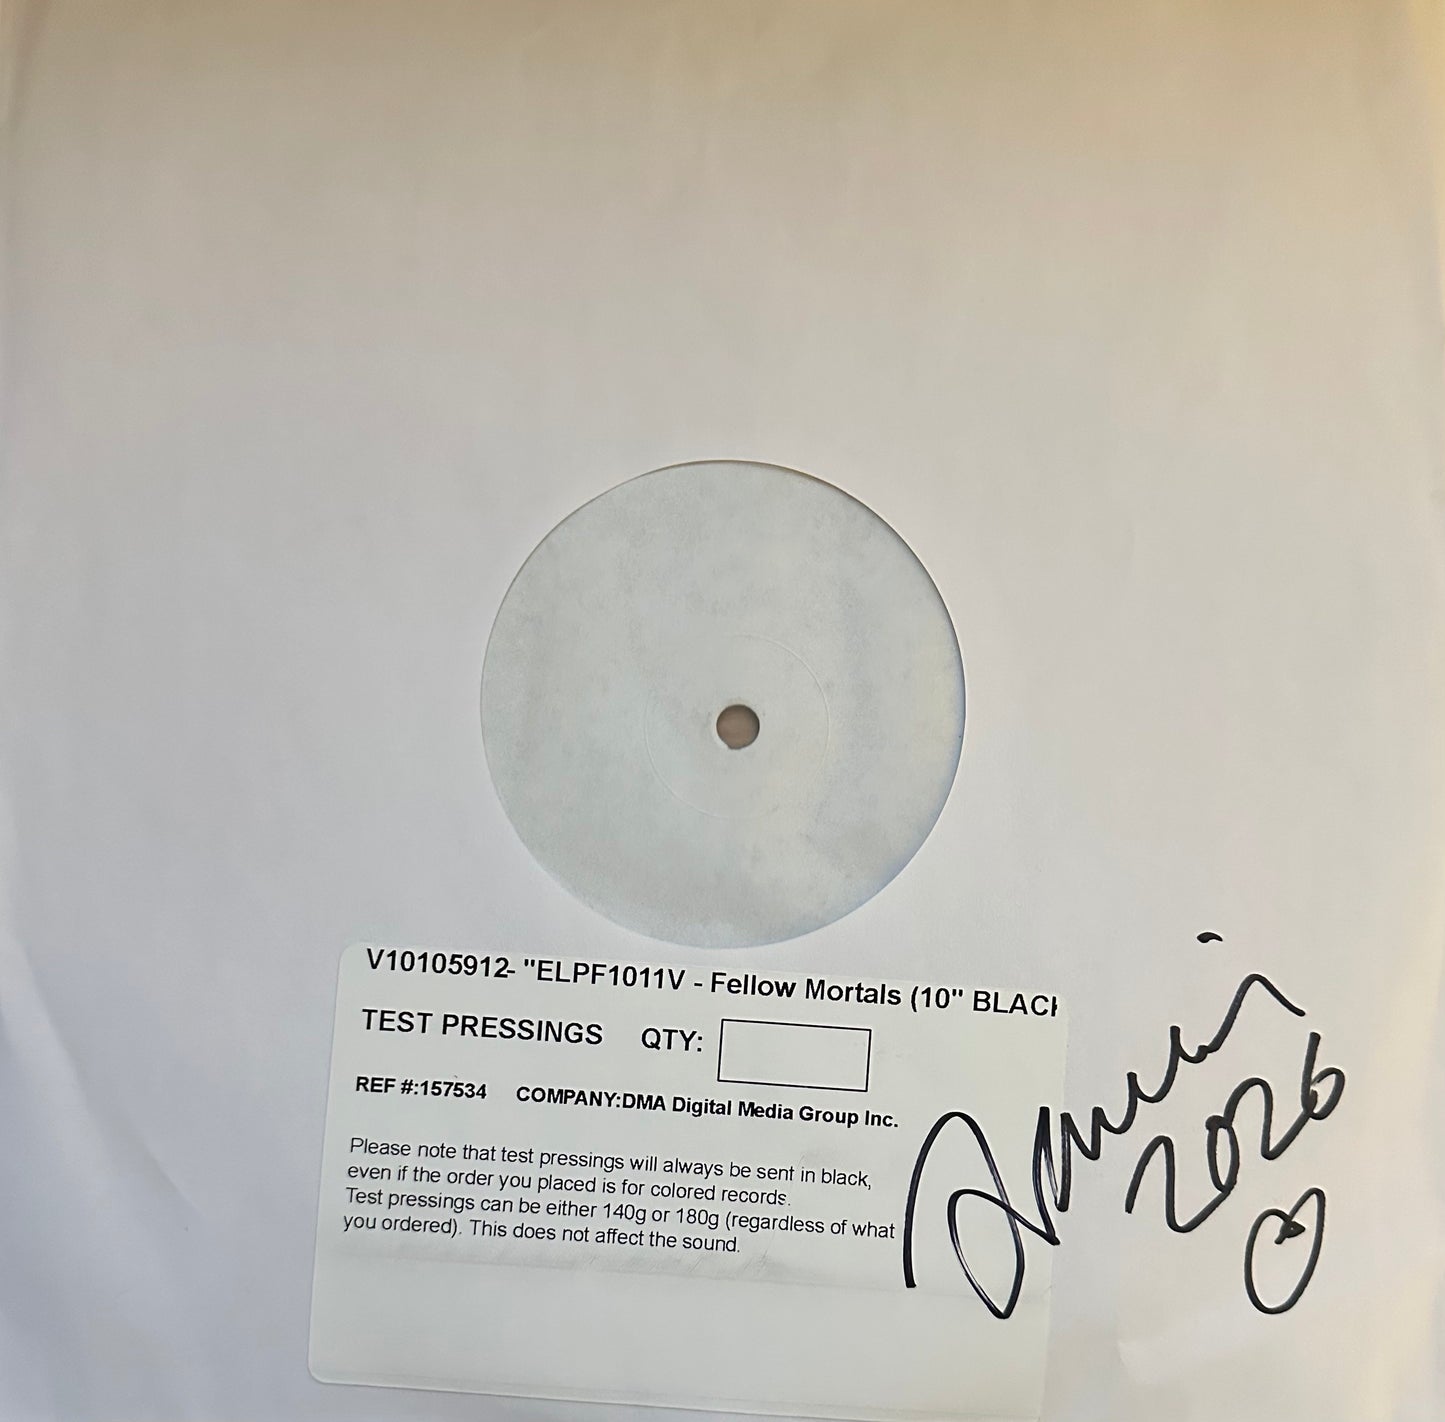 V10105912- "ELPF1011V - Fellow Mortals (10" BLAC
TEST PRESSINGS QTY:
REF #:157534 COMPANY:DMA Digital Media Group Inc.
Please note that test pressings will always be sent in black,
even if the order you placed is for colored records.
Test pressings can be either 140g or 180g (regardless of what
you ordered). This does not affect the sound.
2026